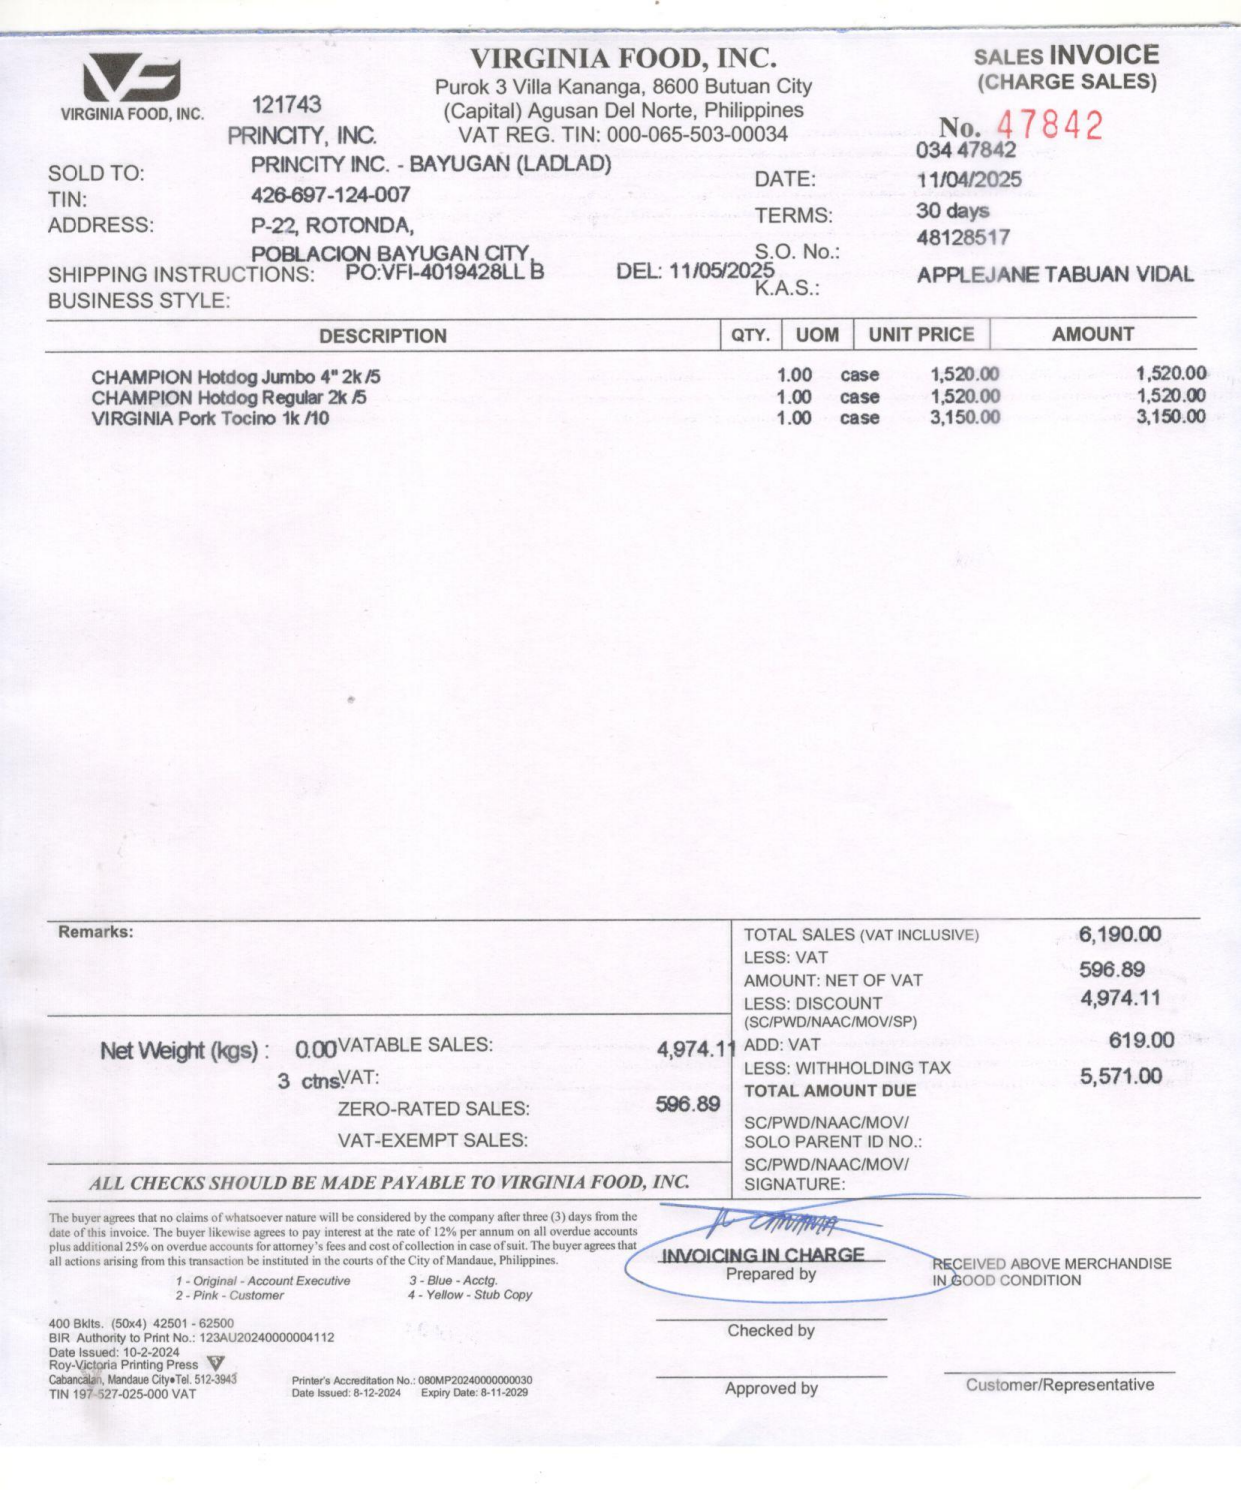 VIRGINIA FOOD, INC.
SALES INVOICE
(CHARGE SALES)
Purok 3 Villa Kananga, 8600 Butuan City
(Capital) Agusan Del Norte, Philippines
VAT REG. TIN: 000-065-503-00034
VIRGINIA FOOD, INC.
121743
No. 47842
PRINCITY, INC.
034 47842
SOLD TO: PRINCITY INC. - BAYUGAN (LADLAD)
DATE: 11/04/2025
TIN: 426-697-124-007
TERMS: 30 days
ADDRESS: P-22, ROTONDA,
POBLACION BAYUGAN CITY,
S.O. No.: 48128517
SHIPPING INSTRUCTIONS: PO:VFI-4019428LL B DEL: 11/05/2025
K.A.S.: APPLEJANE TABUAN VIDAL
BUSINESS STYLE:
DESCRIPTION QTY. UOM UNIT PRICE AMOUNT
CHAMPION Hotdog Jumbo 4" 2k /5 1.00 case 1,520.00 1,520.00
CHAMPION Hotdog Regular 2k /5 1.00 case 1,520.00 1,520.00
VIRGINIA Pork Tocino 1k /10 1.00 case 3,150.00 3,150.00
Remarks:
TOTAL SALES (VAT INCLUSIVE) 6,190.00
LESS: VAT 596.89
AMOUNT: NET OF VAT 4,974.11
LESS: DISCOUNT
(SC/PWD/NAAC/MOV/SP)
ADD: VAT 619.00
LESS: WITHHOLDING TAX 5,571.00
TOTAL AMOUNT DUE
SC/PWD/NAAC/MOV/
SOLO PARENT ID NO.:
SC/PWD/NAAC/MOV/
SIGNATURE:
Net Weight (kgs) : 0.00 VATABLE SALES: 4,974.11
3 ctns. VAT:
596.89
ZERO-RATED SALES:
VAT-EXEMPT SALES:
ALL CHECKS SHOULD BE MADE PAYABLE TO VIRGINIA FOOD, INC.
The buyer agrees that no claims of whatsoever nature will be considered by the company after three (3) days from the
date of this invoice. The buyer likewise agrees to pay interest at the rate of 12% per annum on all overdue accounts
plus additional 25% on overdue accounts for attorney's fees and cost of collection in case of suit. The buyer agrees that
all actions arising from this transaction be instituted in the courts of the City of Mandaue, Philippines.
1 - Original - Account Executive 3 - Blue - Acctg.
2 - Pink - Customer 4 - Yellow - Stub Copy
INVOICING IN CHARGE
Prepared by
RECEIVED ABOVE MERCHANDISE
IN GOOD CONDITION
Checked by
Approved by
Customer/Representative
400 Bklts. (50x4) 42501 - 62500
BIR Authority to Print No.: 123AU20240000004112
Date Issued: 10-2-2024
Roy-Victoria Printing Press
Cabancalan, Mandaue City•Tel. 512-3943
TIN 197-527-025-000 VAT
Printer's Accreditation No.: 080MP20240000000030
Date Issued: 8-12-2024 Expiry Date: 8-11-2029